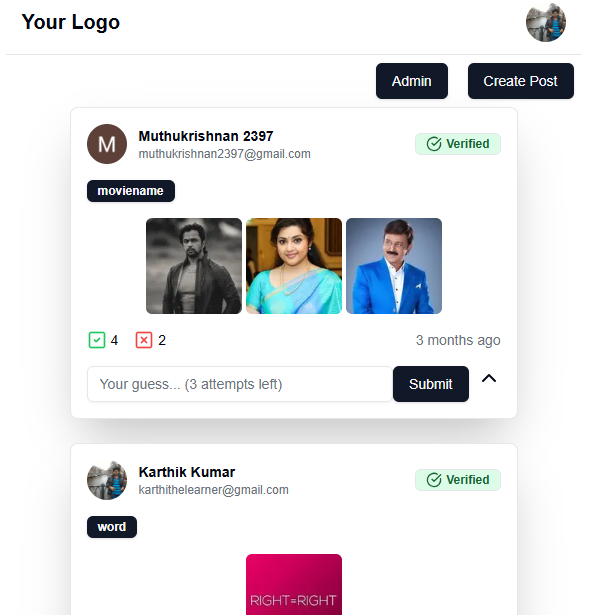 Your Logo
Admin
Create Post
M
Muthukrishnan 2397
muthukrishnan2397@gmail.com
Verified
moviename
4
2
3 months ago
Your guess... (3 attempts left)
Submit
Karthik Kumar
karthithelearner@gmail.com
Verified
word
RIGHT=RIGHT